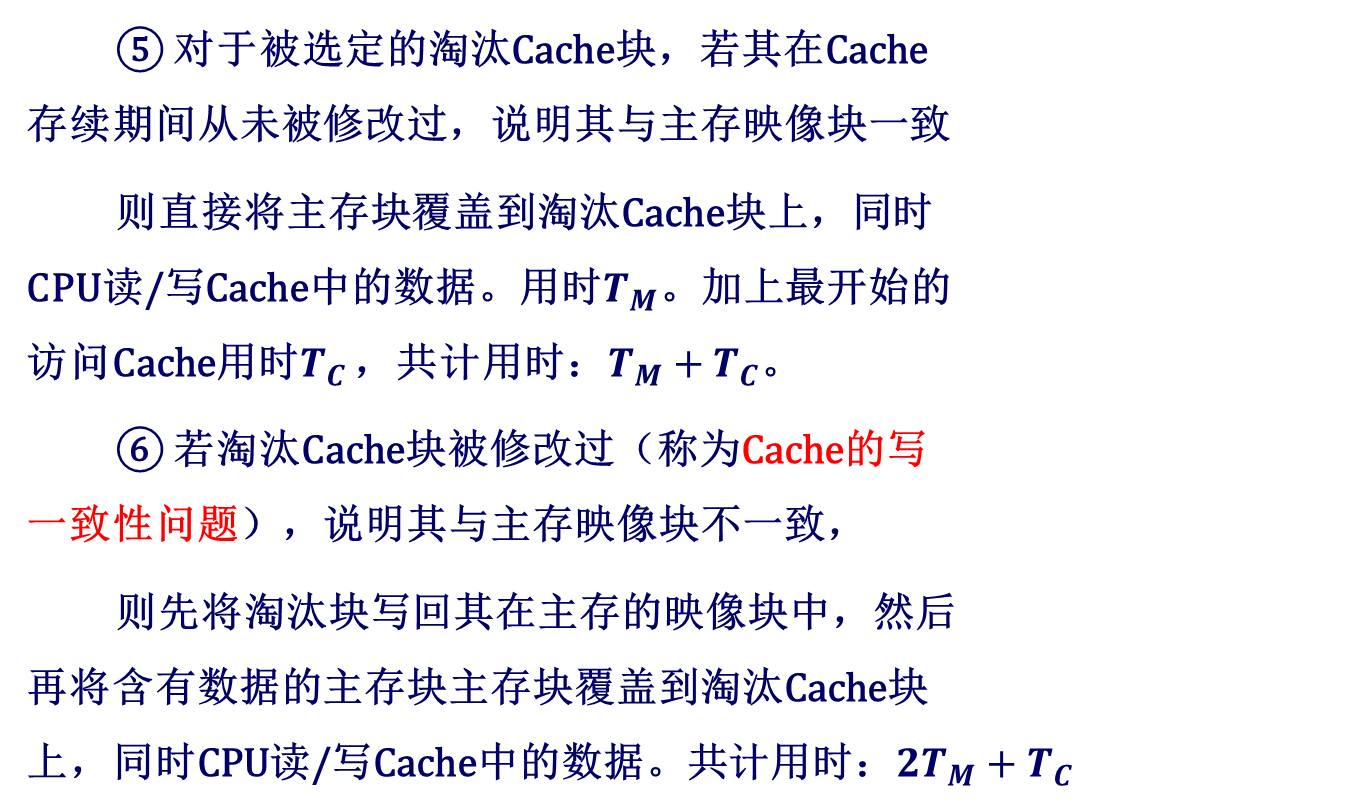 ⑤ 对于被选定的淘汰Cache块，若其在Cache
存续期间从未被修改过，说明其与主存映像块一致
则直接将主存块覆盖到淘汰Cache块上，同时
CPU读/写Cache中的数据。用时T_M。加上最开始的
访问Cache用时T_C，共计用时：T_M + T_C。
⑥ 若淘汰Cache块被修改过（称为Cache的写
一致性问题），说明其与主存映像块不一致，
则先将淘汰块写回其在主存的映像块中，然后
再将含有数据的主存块主存块覆盖到淘汰Cache块
上，同时CPU读/写Cache中的数据。共计用时：2T_M + T_C